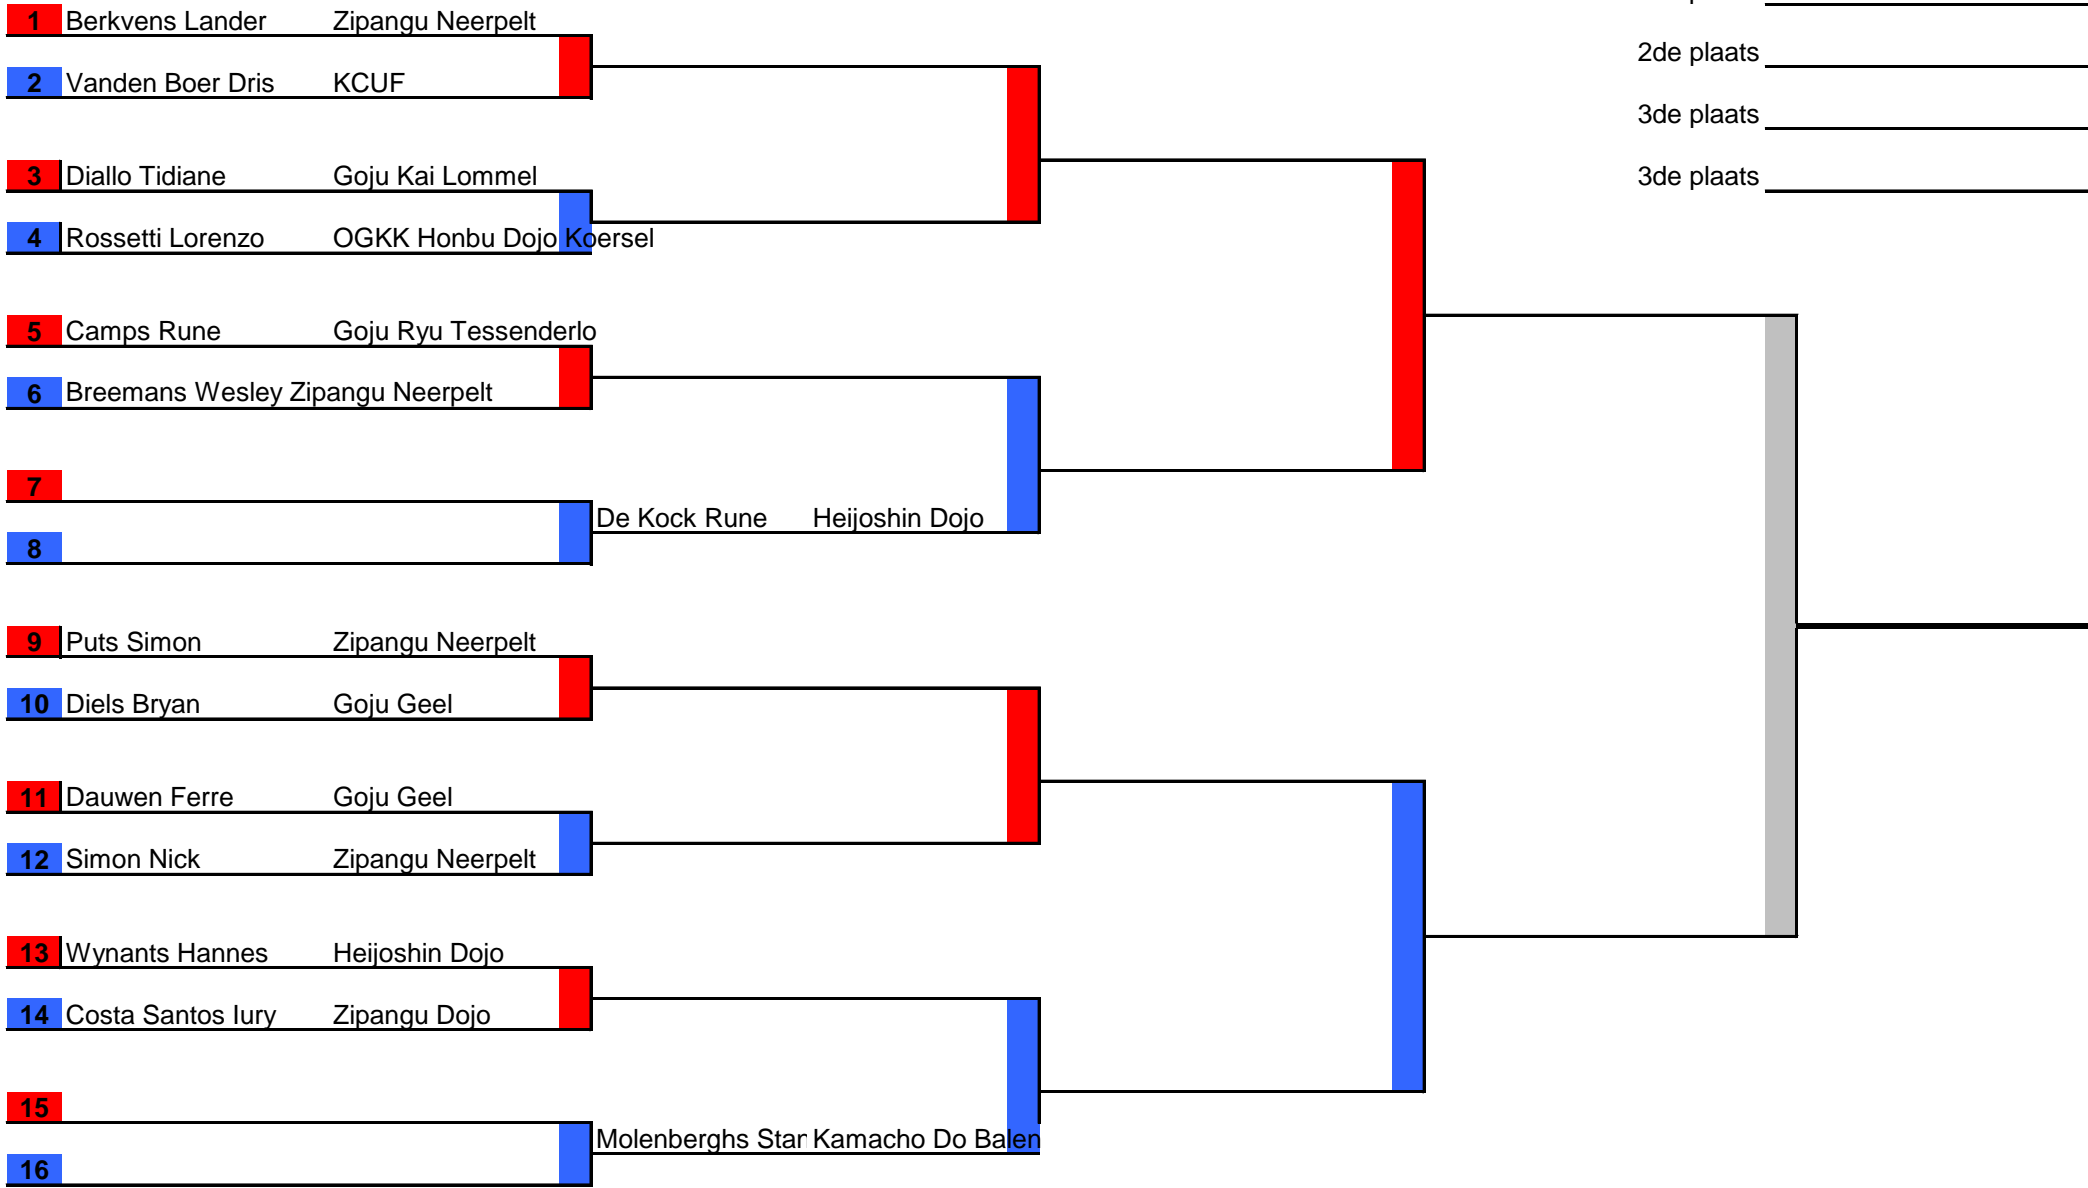 1 Berkvens Lander Zipangu Neerpelt
2de plaats
2 Vanden Boer Dris KCUF
3de plaats
3 Diallo Tidiane Goju Kai Lommel
3de plaats
4 Rossetti Lorenzo OGKK Honbu Dojo Koersel
5 Camps Rune Goju Ryu Tessenderlo
6 Breemans Wesley Zipangu Neerpelt
7
De Kock Rune Heijoshin Dojo
8
9 Puts Simon Zipangu Neerpelt
10 Diels Bryan Goju Geel
11 Dauwen Ferre Goju Geel
12 Simon Nick Zipangu Neerpelt
13 Wynants Hannes Heijoshin Dojo
14 Costa Santos Iury Zipangu Dojo
15
Molenberghs Kamacho Do Balen
16